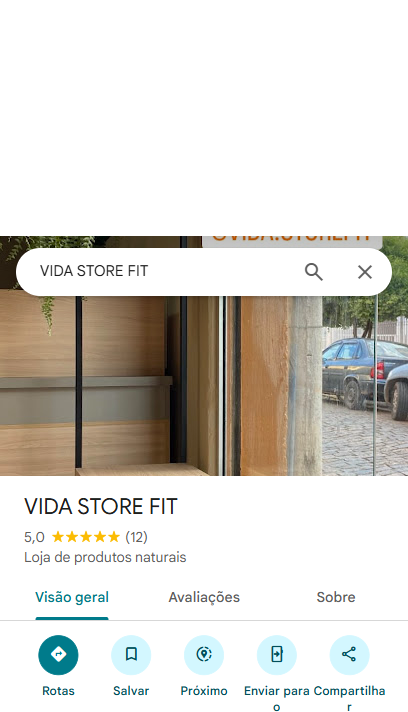 VIDA STORE FIT
VIDA STORE FIT
5,0 ★★★★★ (12)
Loja de produtos naturais
Visão geral Avaliações Sobre
Rotas Salvar Próximo Enviar para o Compartilhar